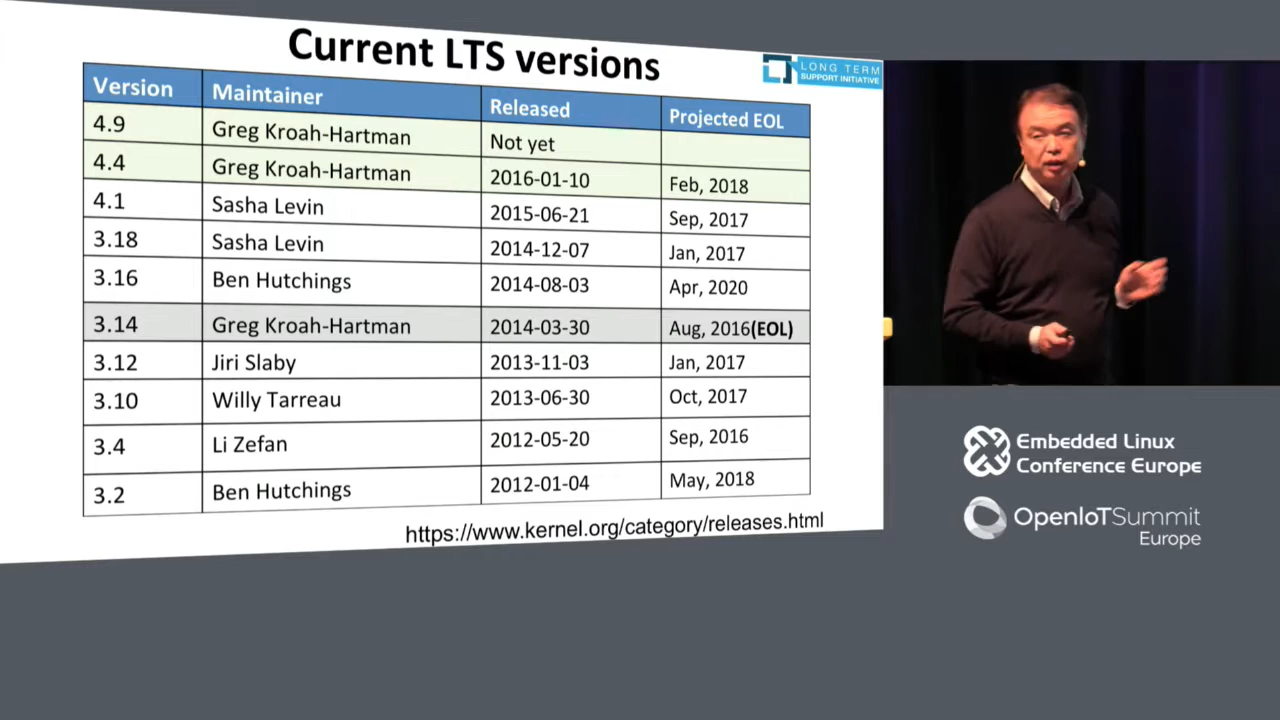 Current LTS versions
LONG TERM
SUPPORT INITIATIVE
Version Maintainer Released Projected EOL
4.9 Greg Kroah-Hartman Not yet
4.4 Greg Kroah-Hartman 2016-01-10 Feb, 2018
4.1 Sasha Levin 2015-06-21 Sep, 2017
3.18 Sasha Levin 2014-12-07 Jan, 2017
3.16 Ben Hutchings 2014-08-03 Apr, 2020
3.14 Greg Kroah-Hartman 2014-03-30 Aug, 2016(EOL)
3.12 Jiri Slaby 2013-11-03 Jan, 2017
3.10 Willy Tarreau 2013-06-30 Oct, 2017
3.4 Li Zefan 2012-05-20 Sep, 2016
3.2 Ben Hutchings 2012-01-04 May, 2018
https://www.kernel.org/category/releases.html
Embedded Linux
Conference Europe
OpenIoTSummit
Europe